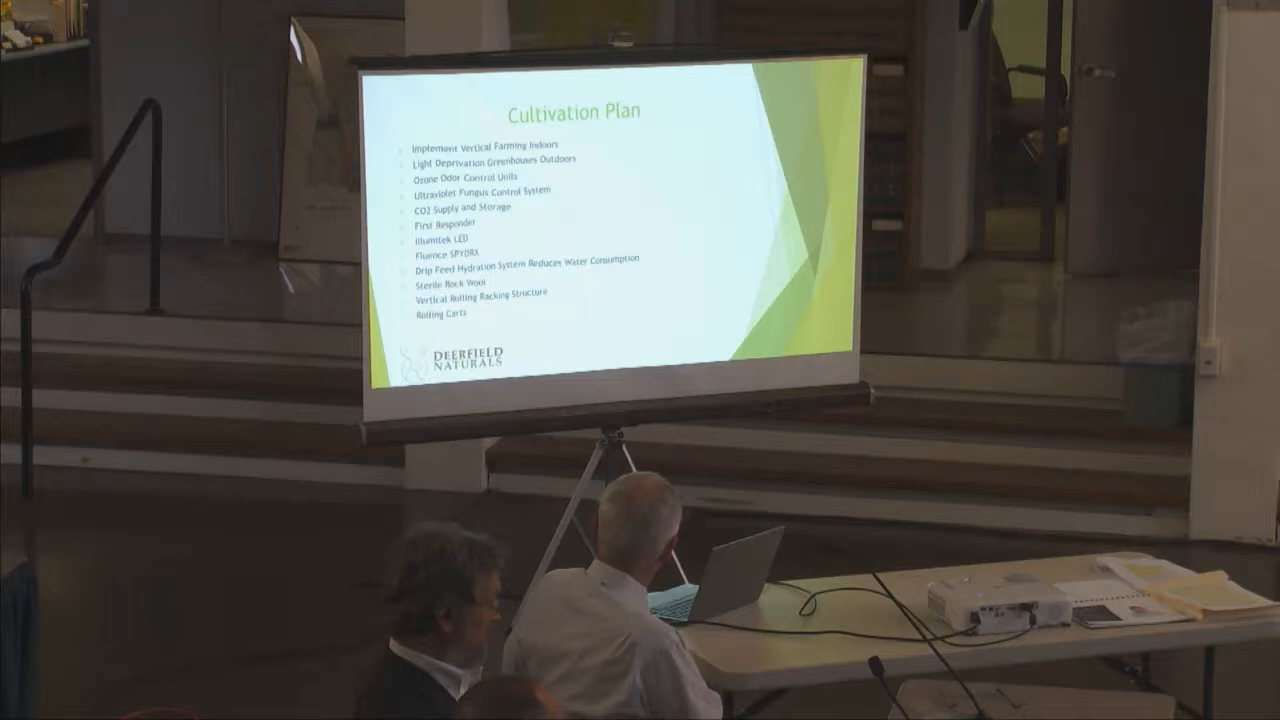 Cultivation Plan
Implement Vertical Farming Indoors
Light Deprivation Greenhouses Outdoors
Ozone Odor Control Units
Ultraviolet Fungus Control System
CO2 Supply and Storage
First Responder
Illumitek LED
Fluence SPYDRA
Drip Feed Hydration System Reduces Water Consumption
Sterile Rock Wool
Vertical Rolling Racking Structure
Rolling Carts
DEERFIELD
NATURALS